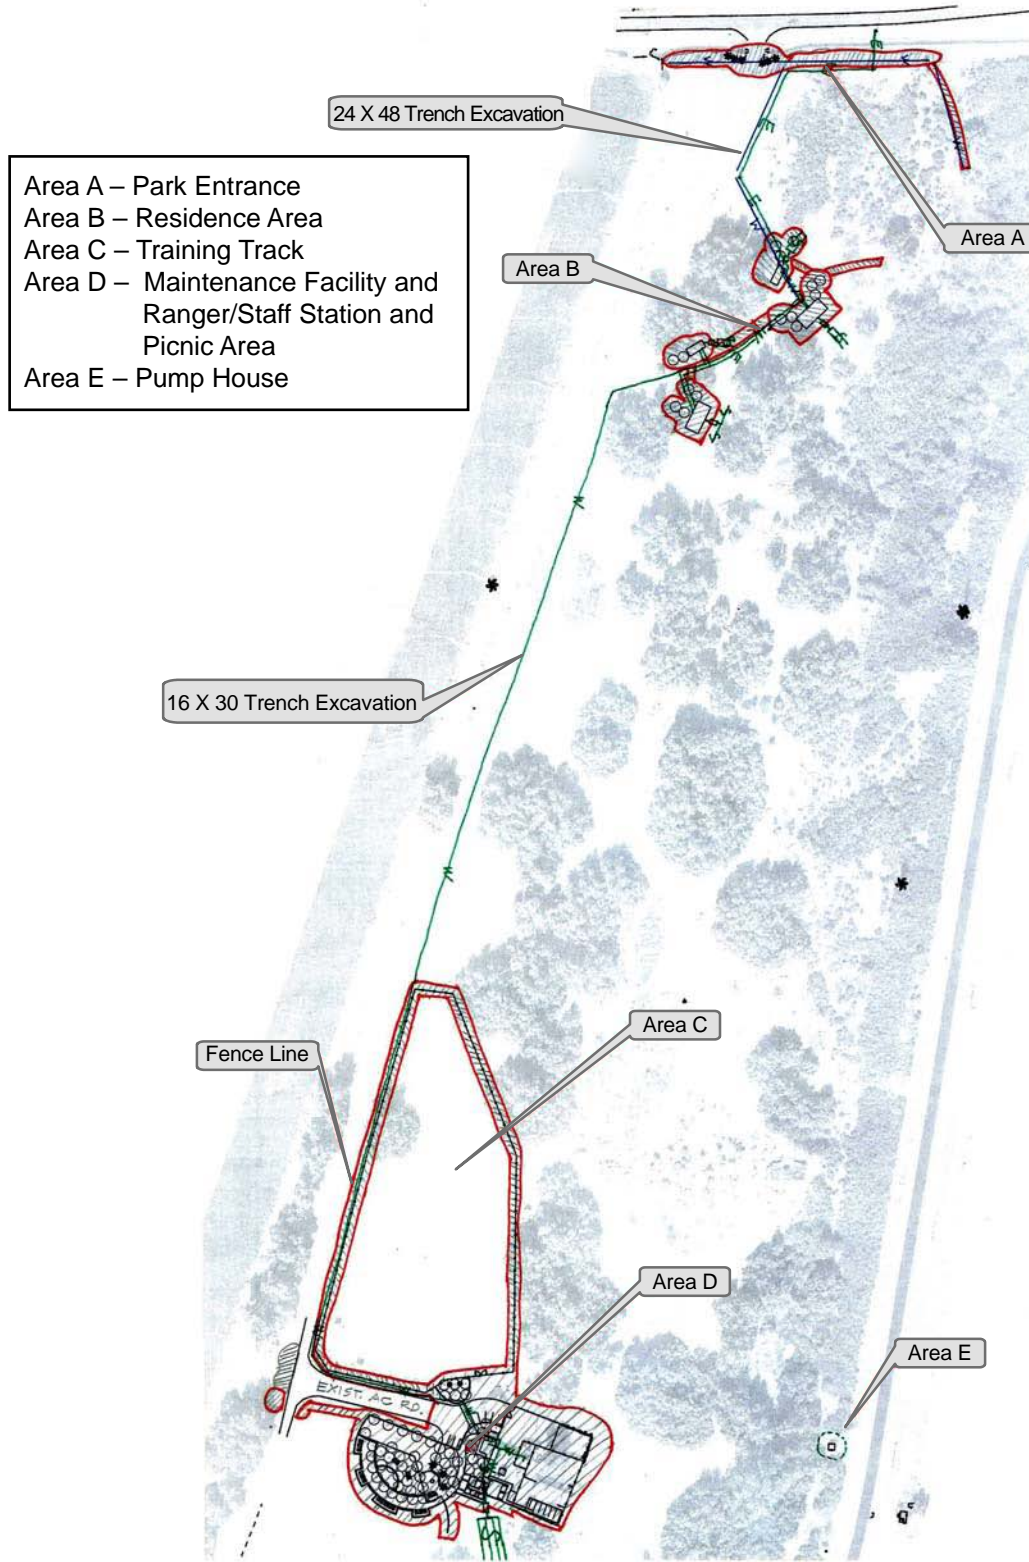 24 X 48 Trench Excavation
Area A – Park Entrance
Area B – Residence Area
Area C – Training Track
Area D – Maintenance Facility and
Ranger/Staff Station and
Picnic Area
Area E – Pump House
Area A
Area B
16 X 30 Trench Excavation
Area C
Fence Line
Area D
Area E
EXIST. AC RD.